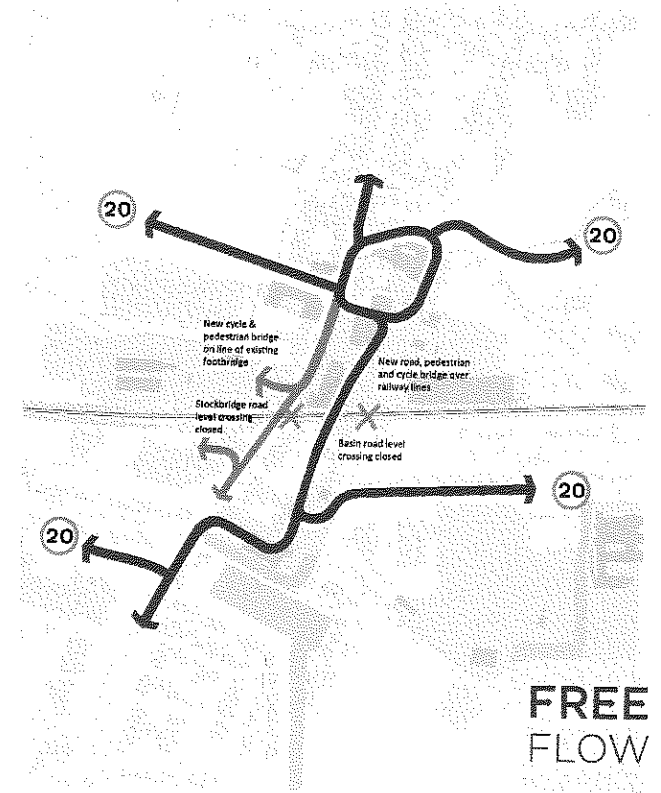 20
20
New cycle &
pedestrian bridge
on line of existing
footbridge
New road, pedestrian
and cycle bridge over
railway lines
Stockbridge road
level crossing
closed
Basin road level
crossing closed
20
20
FREE
FLOW